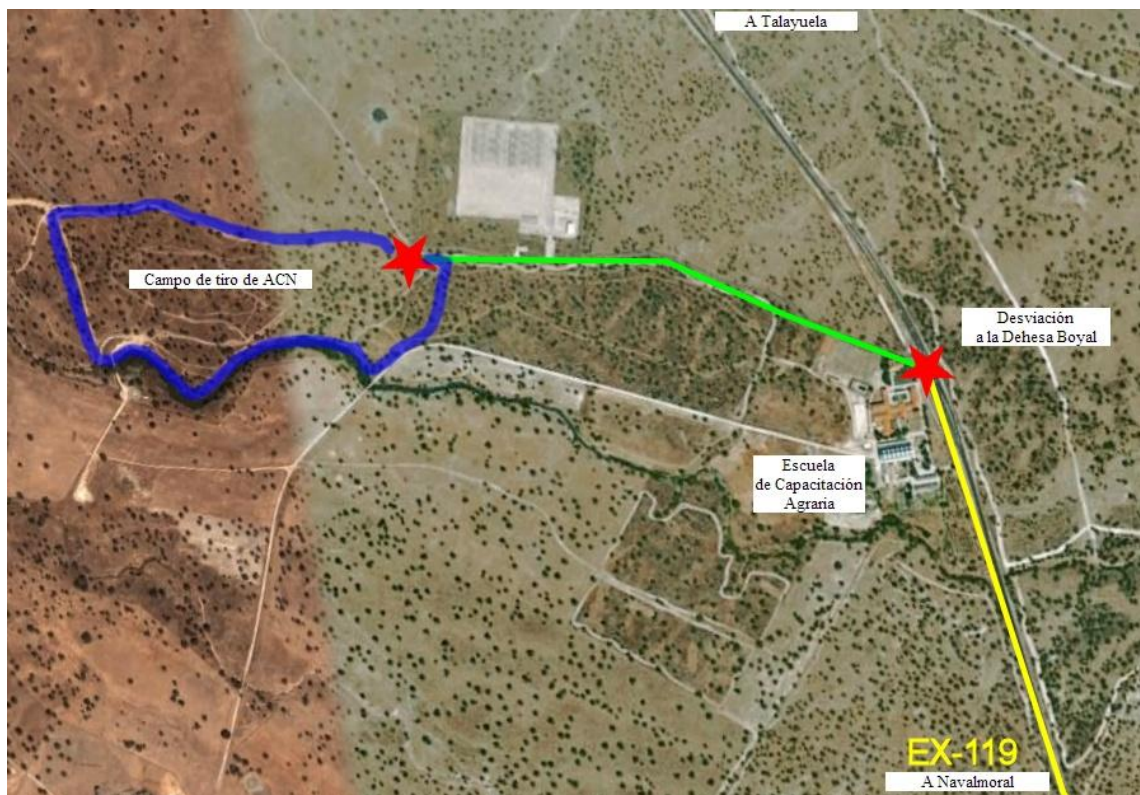 A Talayuela
Campo de tiro de ACN
Desviación
a la Dehesa Boyal
Escuela
de Capacitación
Agraria
EX-119
A Navalmoral